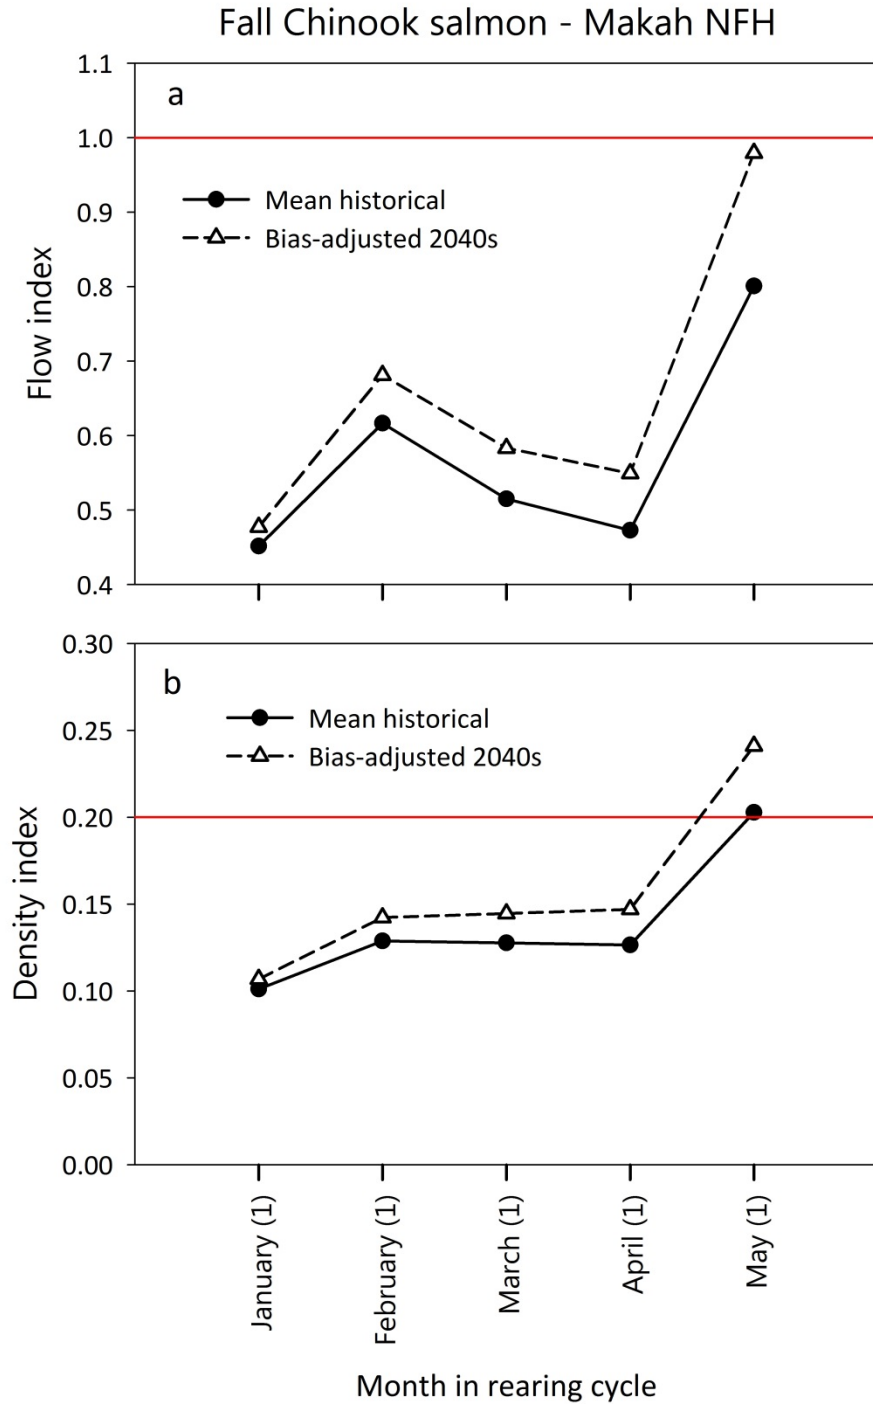 Fall Chinook salmon - Makah NFH
a
Mean historical
Bias-adjusted 2040s
Flow index
1.1
1.0
0.9
0.8
0.7
0.6
0.5
0.4
b
Mean historical
Bias-adjusted 2040s
Density index
0.30
0.25
0.20
0.15
0.10
0.05
0.00
January (1)
February (1)
March (1)
April (1)
May (1)
Month in rearing cycle